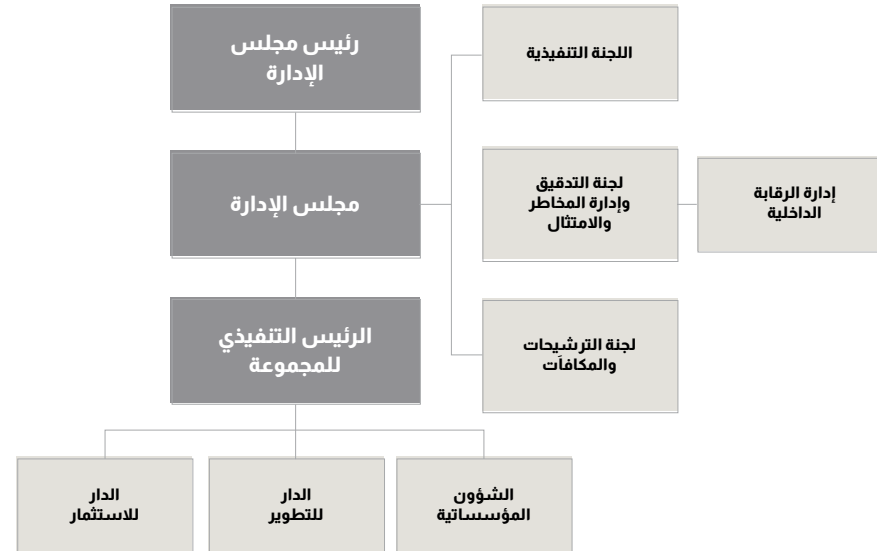 رئيس مجلس
الإدارة
اللجنة التنفيذية
مجلس الإدارة
لجنة التدقيق
وإدارة المخاطر
والامتثال
إدارة الرقابة
الداخلية
الرئيس التنفيذي
للمجموعة
لجنة الترشيحات
والمكافآت
الشؤون
المؤسساتية
الدار
للتطوير
الدار
للاستثمار